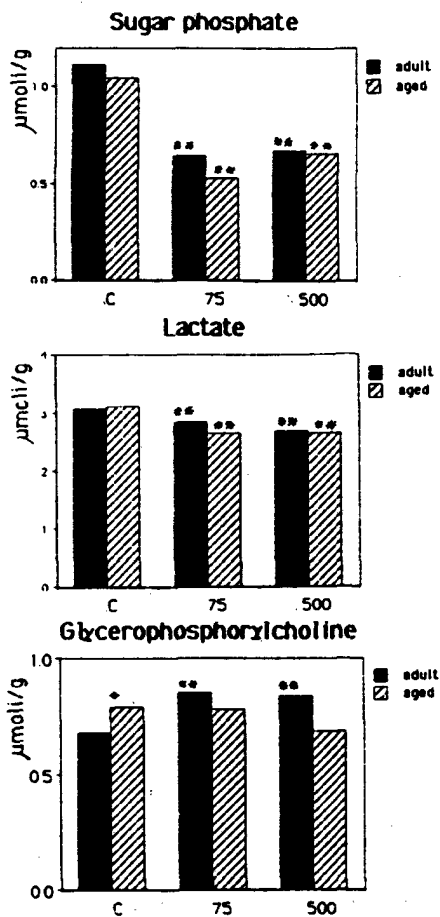 Sugar phosphate
adult
aged
μmoli/g
1.0
0.5
0.0
** ** ** **
C 75 500
Lactate
adult
aged
μmcli/g
4
3
2
1
0
** ** ** **
C 75 500
Glycerophosphorylcholine
adult
aged
μmoli/g
1.0
0.5
0.0
* ** **
C 75 500